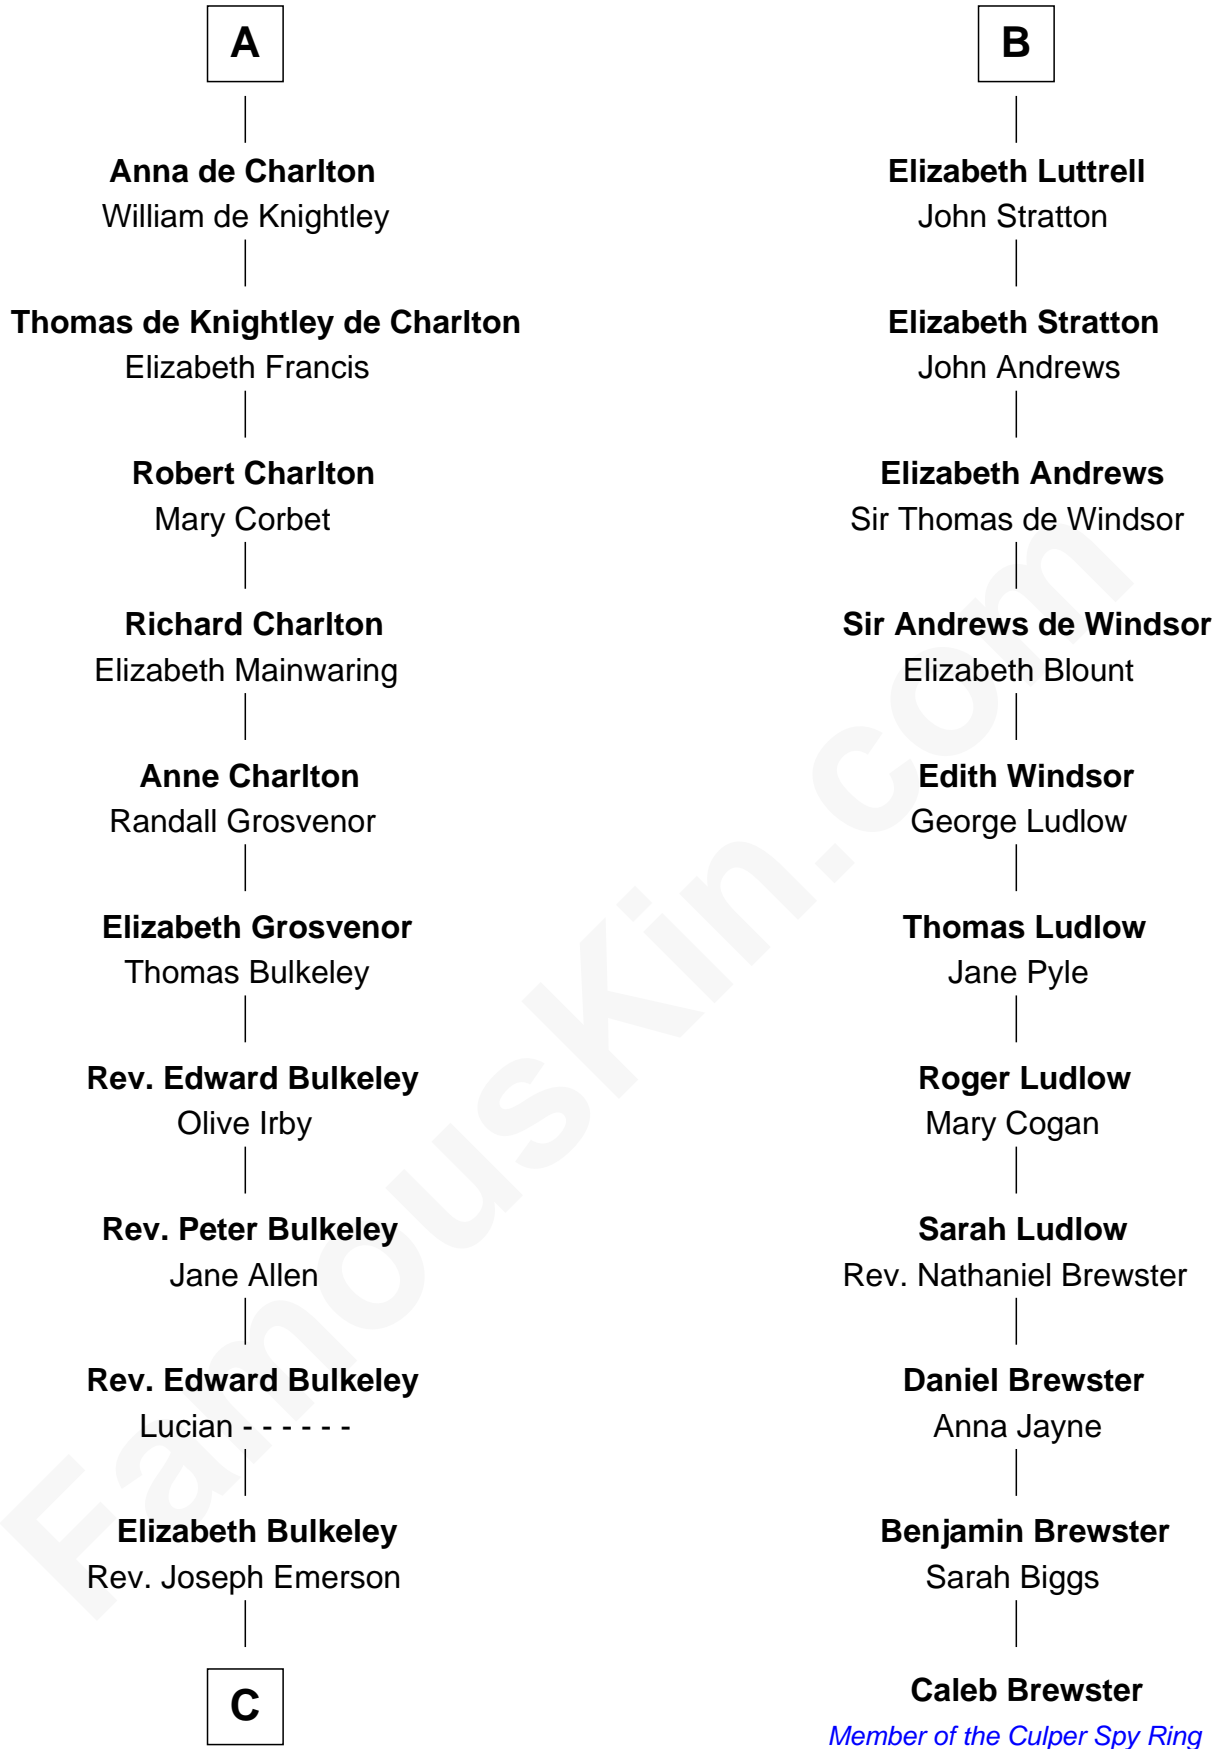 A
Anna de Charlton
William de Knightley
Thomas de Knightley de Charlton
Elizabeth Francis
Robert Charlton
Mary Corbet
Richard Charlton
Elizabeth Mainwaring
Anne Charlton
Randall Grosvenor
Elizabeth Grosvenor
Thomas Bulkeley
Rev. Edward Bulkeley
Olive Irby
Rev. Peter Bulkeley
Jane Allen
Rev. Edward Bulkeley
Lucian - - - - - -
Elizabeth Bulkeley
Rev. Joseph Emerson
C
B
Elizabeth Luttrell
John Stratton
Elizabeth Stratton
John Andrews
Elizabeth Andrews
Sir Thomas de Windsor
Sir Andrews de Windsor
Elizabeth Blount
Edith Windsor
George Ludlow
Thomas Ludlow
Jane Pyle
Roger Ludlow
Mary Cogan
Sarah Ludlow
Rev. Nathaniel Brewster
Daniel Brewster
Anna Jayne
Benjamin Brewster
Sarah Biggs
Caleb Brewster
Member of the Culper Spy Ring
FamousKin.com